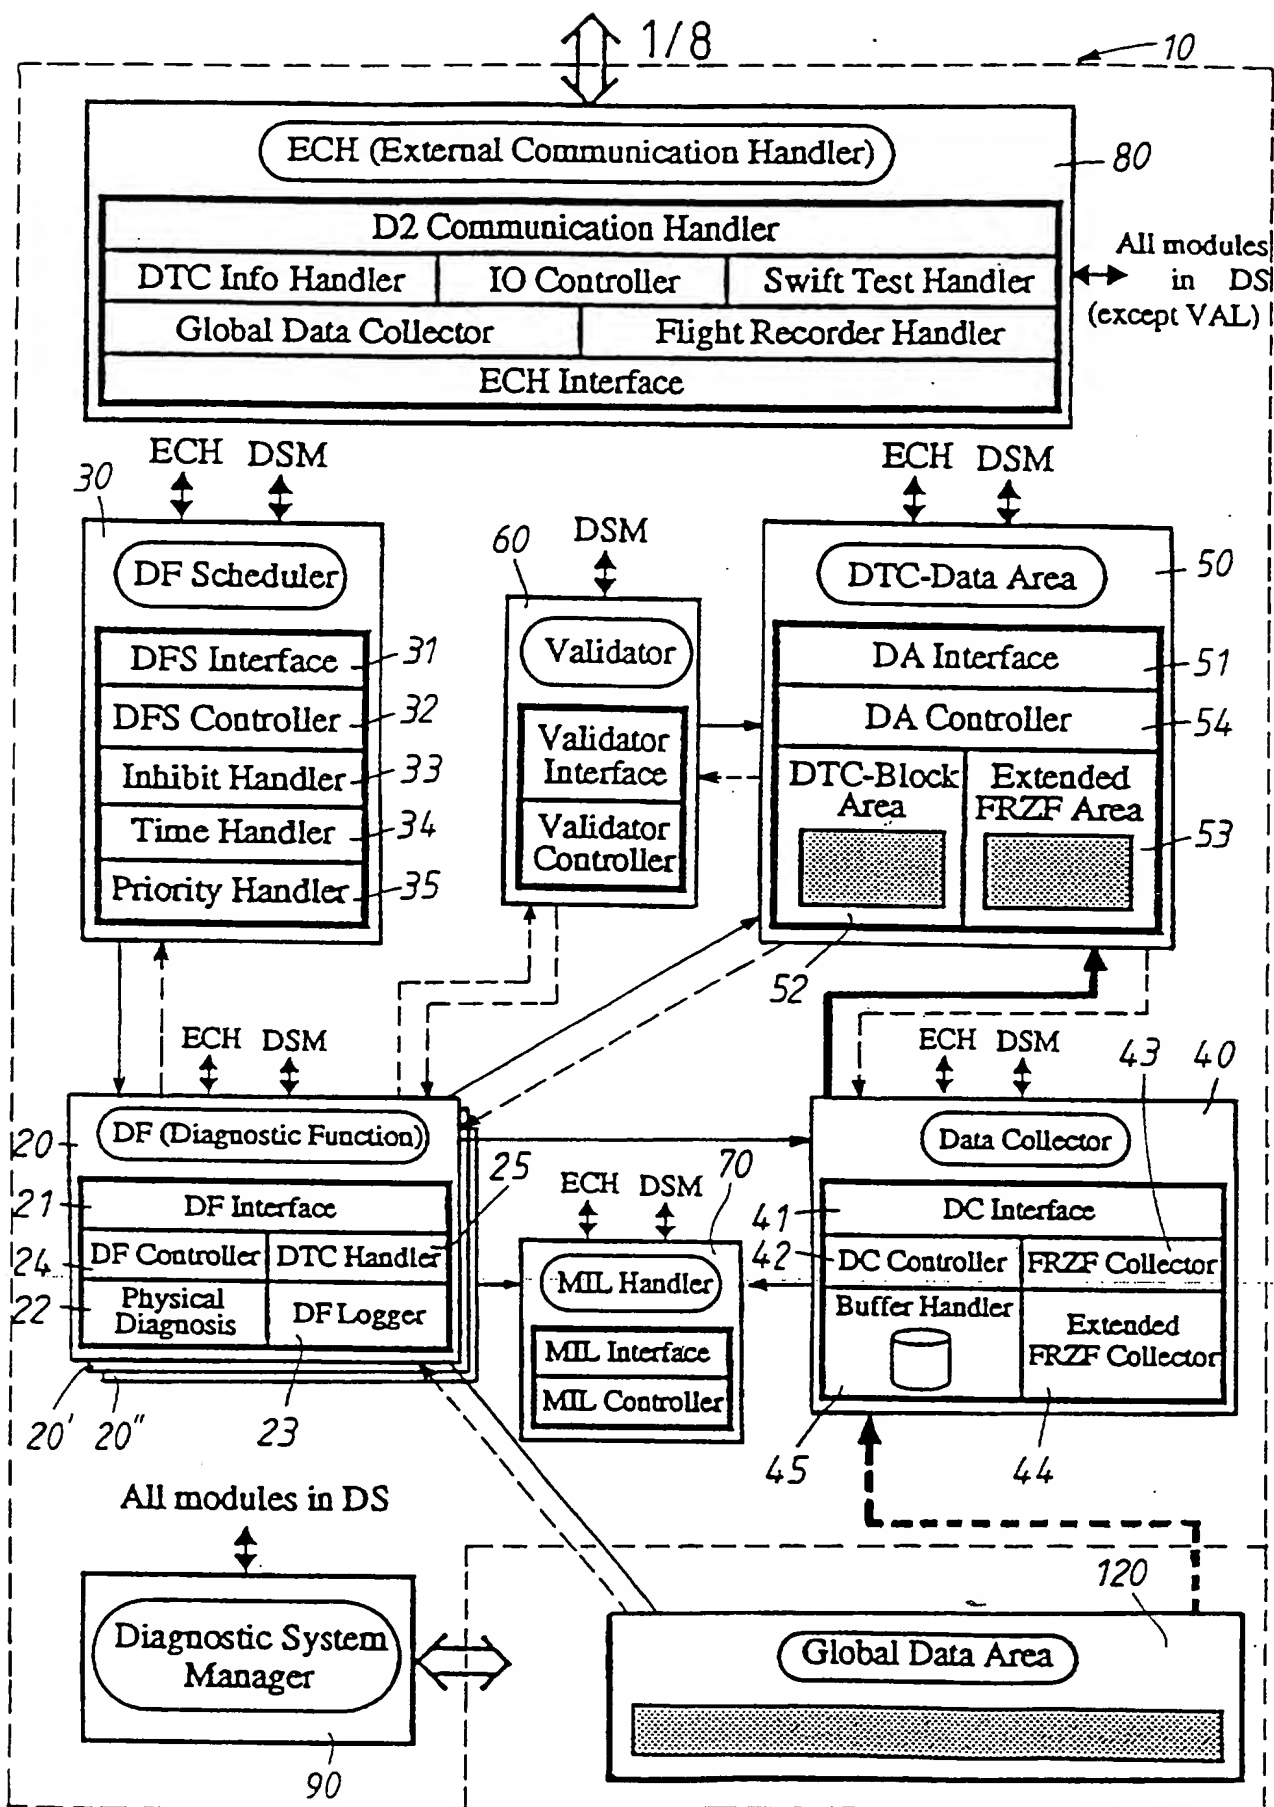 1/8
10
ECH (External Communication Handler)
80
D2 Communication Handler
DTC Info Handler
IO Controller
Swift Test Handler
Global Data Collector
Flight Recorder Handler
ECH Interface
All modules
in DS
(except VAL)
ECH DSM
30
DF Scheduler
DFS Interface
31
DFS Controller
32
Inhibit Handler
33
Time Handler
34
Priority Handler
35
DSM
60
Validator
Validator
Interface
Validator
Controller
ECH DSM
DTC-Data Area
50
DA Interface
51
DA Controller
54
DTC-Block
Area
Extended
FRZF Area
53
52
ECH DSM
20
DF (Diagnostic Function)
21
DF Interface
25
24
DF Controller
DTC Handler
22
Physical
Diagnosis
DF Logger
20'
20"
23
ECH DSM
70
MIL Handler
MIL Interface
MIL Controller
ECH DSM
43
40
Data Collector
41
DC Interface
42
DC Controller
FRZF Collector
Buffer Handler
Extended
FRZF Collector
45
44
All modules in DS
Diagnostic System
Manager
90
120
Global Data Area